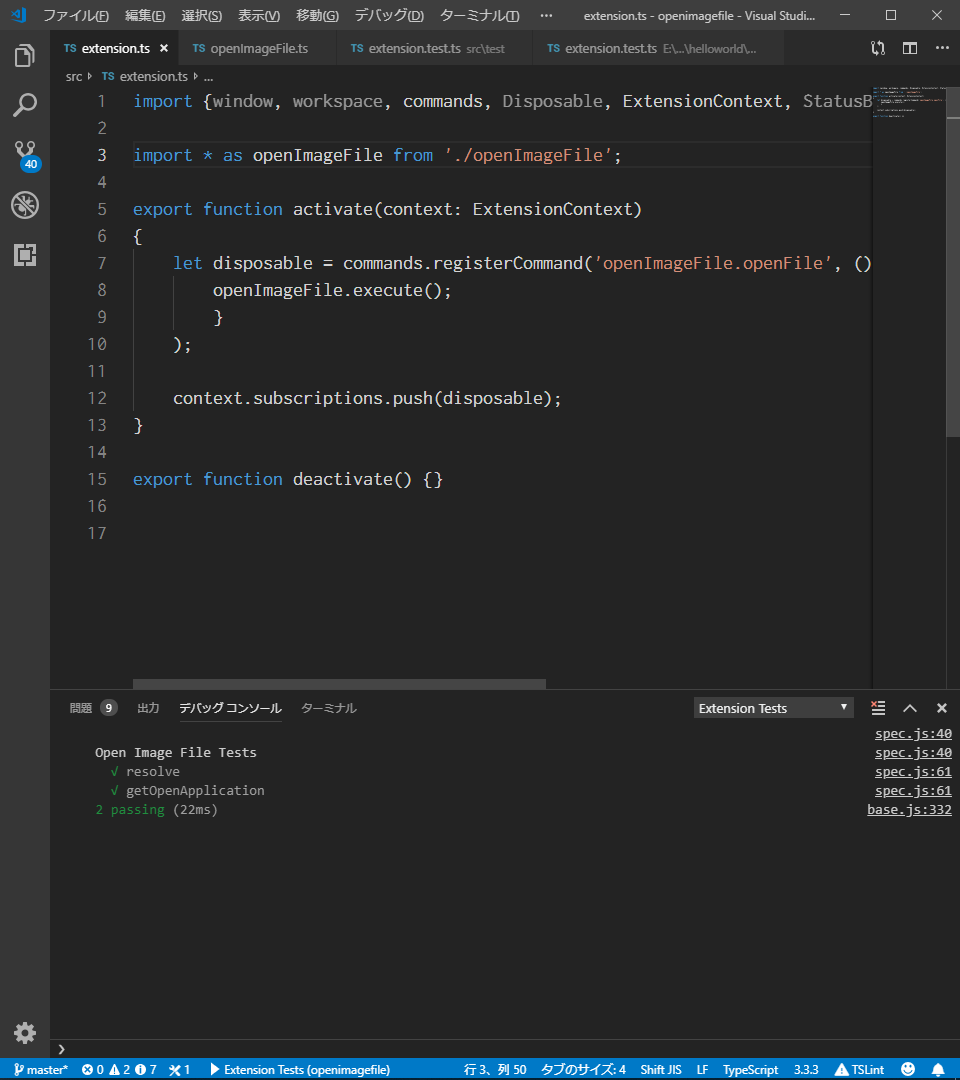 ファイル(F) 編集(E) 選択(S) 表示(V) 移動(G) デバッグ(D) ターミナル(T) ··· extension.ts - openimagefile - Visual Studi...
TS extension.ts × TS openImageFile.ts TS extension.test.ts src\test TS extension.test.ts E:\...\helloworld\...
src TS extension.ts ...
1 import {window, workspace, commands, Disposable, ExtensionContext, StatusB
2
3 import * as openImageFile from './openImageFile';
4
5 export function activate(context: ExtensionContext)
6 {
7 let disposable = commands.registerCommand('openImageFile.openFile', ()
8 openImageFile.execute();
9 }
10 );
11
12 context.subscriptions.push(disposable);
13 }
14
15 export function deactivate() {}
16
17
40
問題 9 出力 デバッグ コンソール ターミナル Extension Tests
spec.js:40
Open Image File Tests spec.js:40
√ resolve spec.js:61
√ getOpenApplication spec.js:61
2 passing (22ms) base.js:332
master* 0 2 7 1 Extension Tests (openimagefile) 行 3、列 50 タブのサイズ: 4 Shift JIS LF TypeScript 3.3.3 TSLint